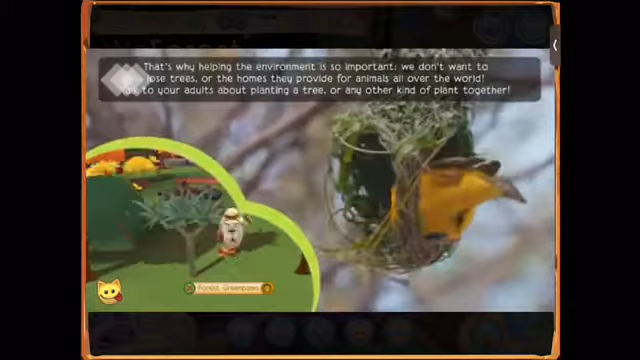 That's why helping the environment is so important: we don't want to
lose trees, or the homes they provide for animals all over the world!
to your adults about planting a tree, or any other kind of plant together!
Forest. Greenpaws